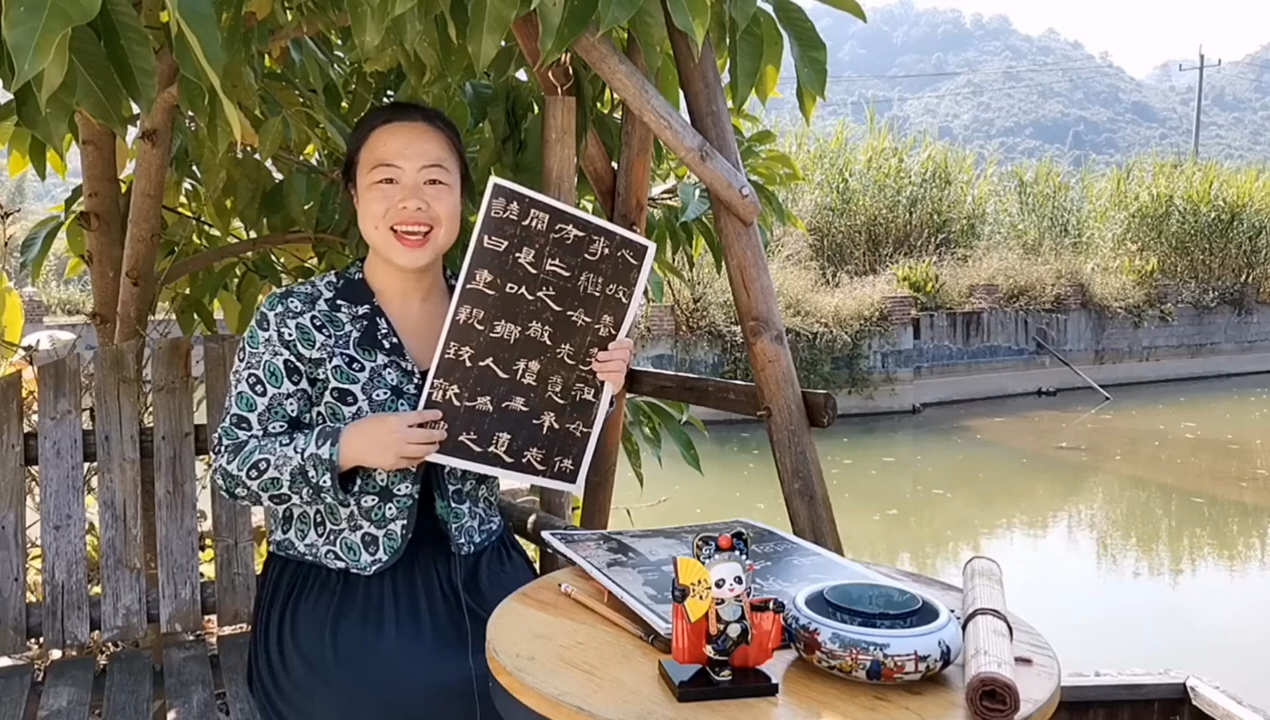 心收養季祖母供
事繼母先意承志
存亡之敬禮無遺
闕是以鄉人為之
諺曰重親致歡